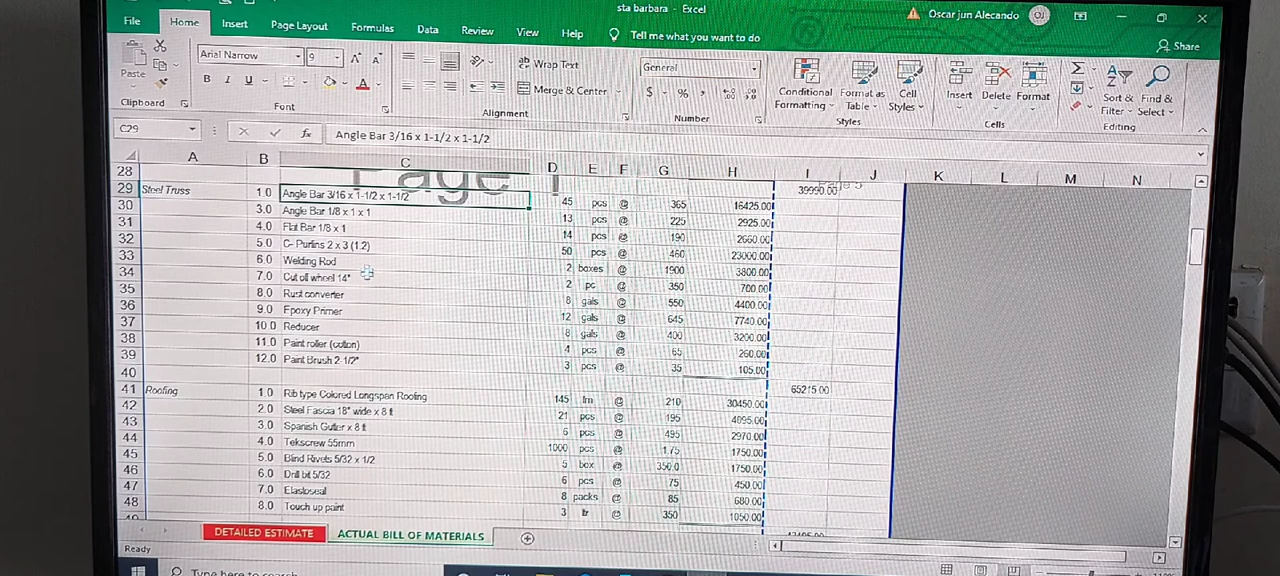 sta barbara - Excel
Oscar jun Alecando OJ
File Home Insert Page Layout Formulas Data Review View Help Tell me what you want to do Share
Paste
Arial Narrow 9
B I U
Wrap Text
Merge & Center
General
$ % ,
Conditional Formatting
Format as Table
Cell Styles
Insert Delete Format
Sort & Filter
Find & Select
Clipboard Font Alignment Number Styles Cells Editing
C29 fx Angle Bar 3/16 x 1-1/2 x 1-1/2
A B C D E F G H I J K L M N
Page 1
28
29 Steel Truss 1.0 Angle Bar 3/16 x 1-1/2 x 1-1/2 45 pcs @ 365 16425.00 39990.00
30 3.0 Angle Bar 1/8 x 1 x 1 13 pcs @ 225 2925.00
31 4.0 Flat Bar 1/8 x 1 14 pcs @ 190 2660.00
32 5.0 C- Purlins 2 x 3 (1.2) 50 pcs @ 460 23000.00
33 6.0 Welding Rod 2 boxes @ 1900 3800.00
34 7.0 Cut off wheel 14" 2 pc @ 350 700.00
35 8.0 Rust converter 8 gals @ 550 4400.00
36 9.0 Epoxy Primer 12 gals @ 645 7740.00
37 10.0 Reducer 8 gals @ 400 3200.00
38 11.0 Paint roller (cotton) 4 pcs @ 65 260.00
39 12.0 Paint Brush 2-1/2" 3 pcs @ 35 105.00
40 65215.00
41 Roofing 1.0 Rib type Colored Longspan Roofing 145 lm @ 210 30450.00
42 2.0 Steel Fascia 18" wide x 8 ft 21 pcs @ 195 4095.00
43 3.0 Spanish Gutter x 8 ft 6 pcs @ 495 2970.00
44 4.0 Tekscrew 55mm 1000 pcs @ 1.75 1750.00
45 5.0 Blind Rivets 5/32 x 1/2 5 box @ 350.0 1750.00
46 6.0 Drill bit 5/32 6 pcs @ 75 450.00
47 7.0 Elastoseal 8 packs @ 85 680.00
48 8.0 Touch up paint 3 ltr @ 350 1050.00
DETAILED ESTIMATE ACTUAL BILL OF MATERIALS
Ready
Type here to search